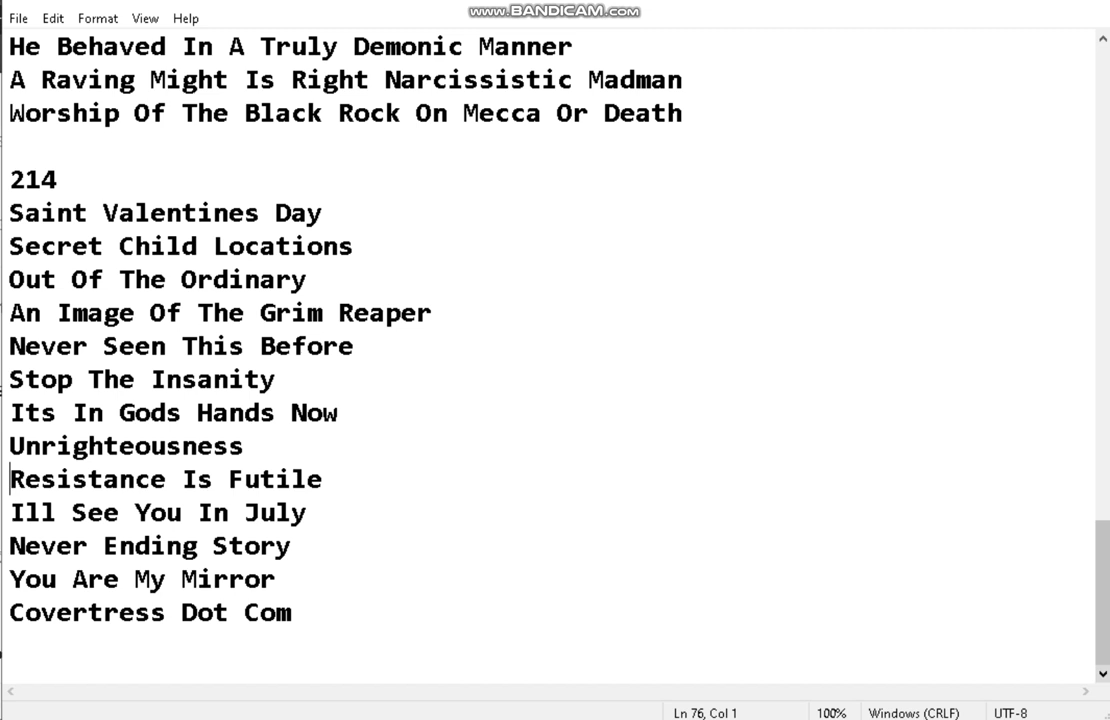 www.BANDICAM.com
File Edit Format View Help
He Behaved In A Truly Demonic Manner
A Raving Might Is Right Narcissistic Madman
Worship Of The Black Rock On Mecca Or Death
214
Saint Valentines Day
Secret Child Locations
Out Of The Ordinary
An Image Of The Grim Reaper
Never Seen This Before
Stop The Insanity
Its In Gods Hands Now
Unrighteousness
Resistance Is Futile
Ill See You In July
Never Ending Story
You Are My Mirror
Covertress Dot Com
Ln 76, Col 1 100% Windows (CRLF) UTF-8